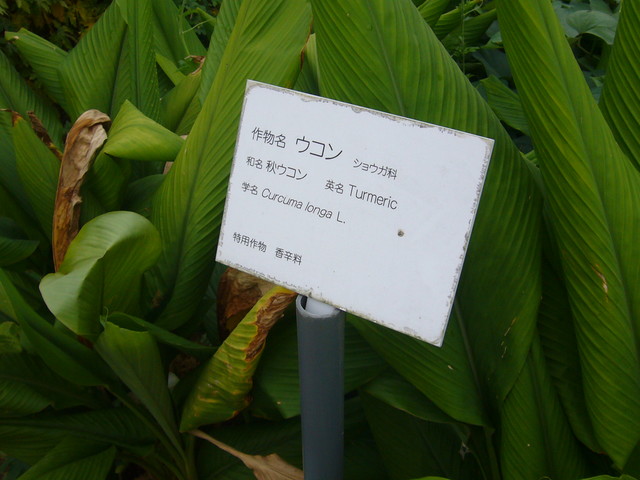 作物名 ウコン ショウガ科
和名 秋ウコン 英名 Turmeric
学名 Curcuma longa L.
特用作物 香辛料